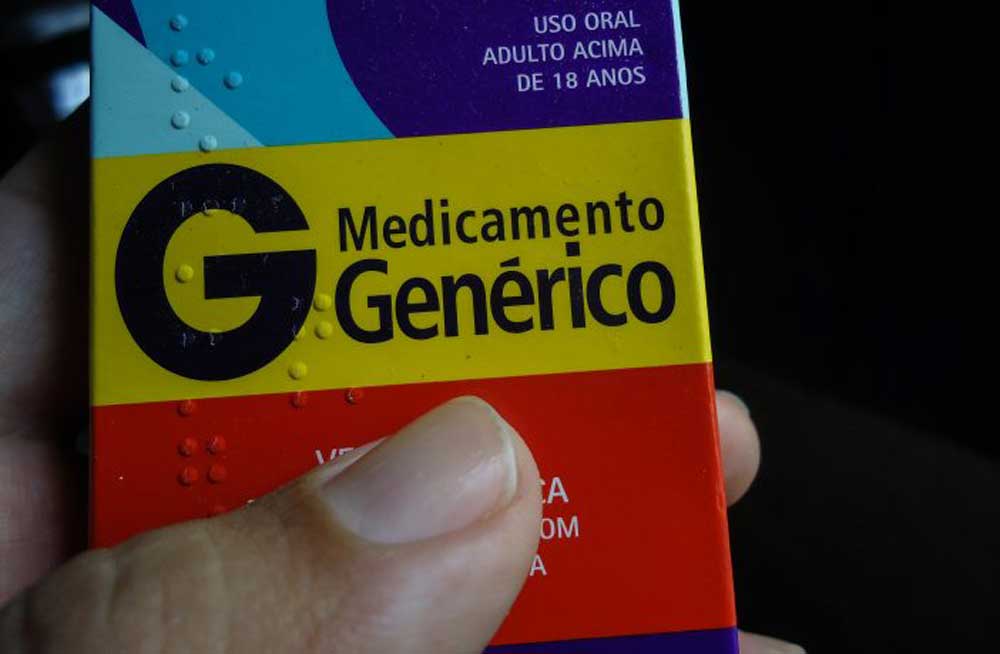 USO ORAL
ADULTO ACIMA
DE 18 ANOS
G Medicamento
Genérico